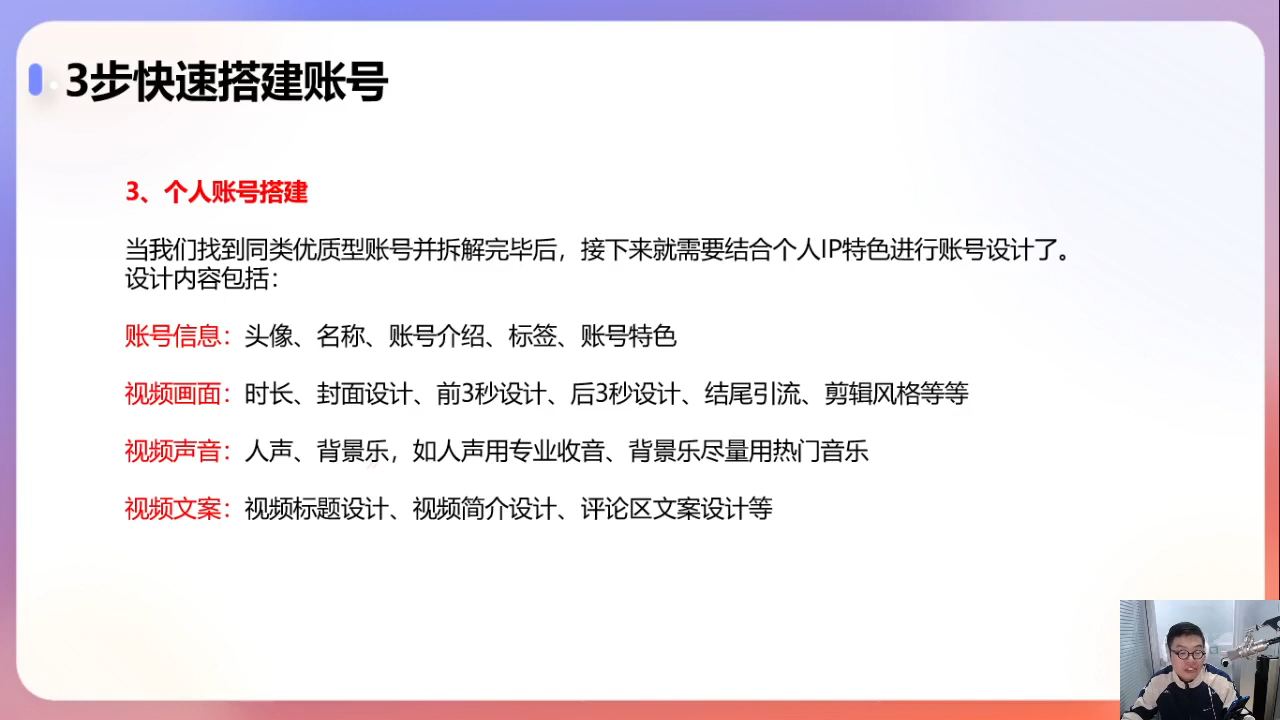 3步快速搭建账号
3、个人账号搭建
当我们找到同类优质型账号并拆解完毕后，接下来就需要结合个人IP特色进行账号设计了。
设计内容包括：
账号信息：头像、名称、账号介绍、标签、账号特色
视频画面：时长、封面设计、前3秒设计、后3秒设计、结尾引流、剪辑风格等等
视频声音：人声、背景乐，如人声用专业收音、背景乐尽量用热门音乐
视频文案：视频标题设计、视频简介设计、评论区文案设计等